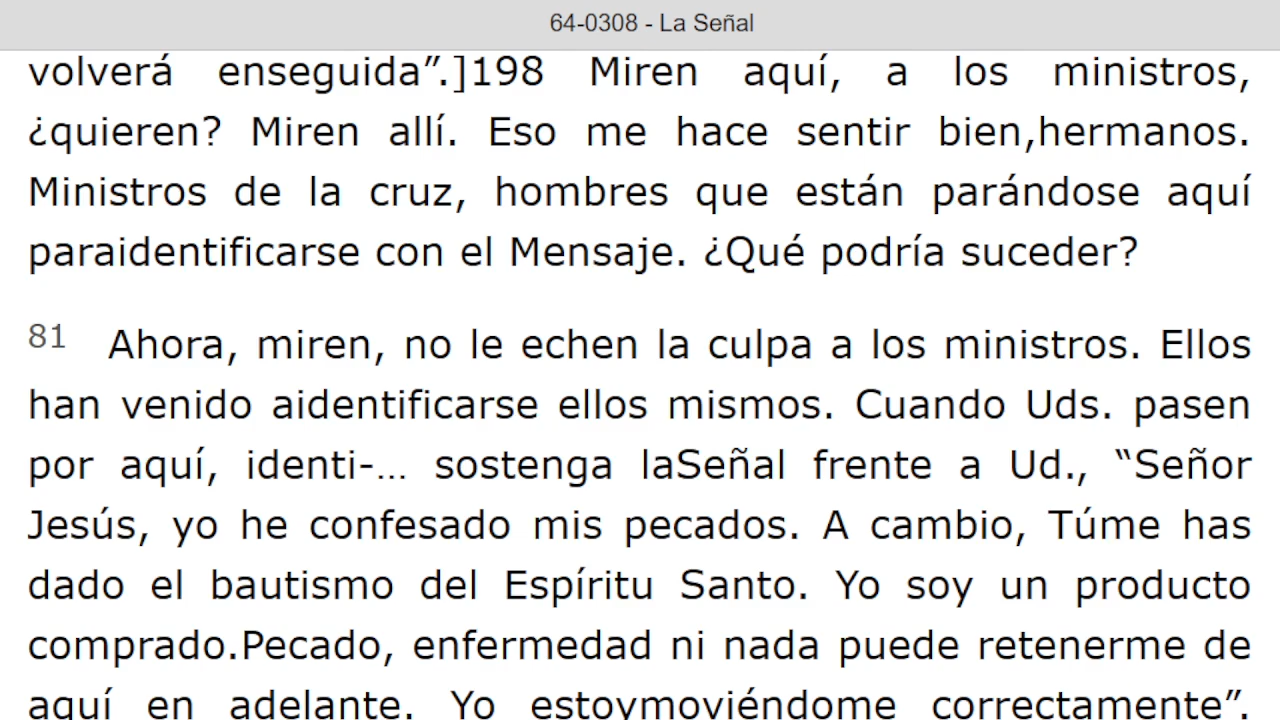 64-0308 - La Señal
volverá enseguida”.]198 Miren aquí, a los ministros,
¿quieren? Miren allí. Eso me hace sentir bien,hermanos.
Ministros de la cruz, hombres que están parándose aquí
paraidentificarse con el Mensaje. ¿Qué podría suceder?
81 Ahora, miren, no le echen la culpa a los ministros. Ellos
han venido aidentificarse ellos mismos. Cuando Uds. pasen
por aquí, identi-... sostenga laSeñal frente a Ud., “Señor
Jesús, yo he confesado mis pecados. A cambio, Túme has
dado el bautismo del Espíritu Santo. Yo soy un producto
comprado.Pecado, enfermedad ni nada puede retenerme de
aquí en adelante. Yo estoymoviéndome correctamente”.